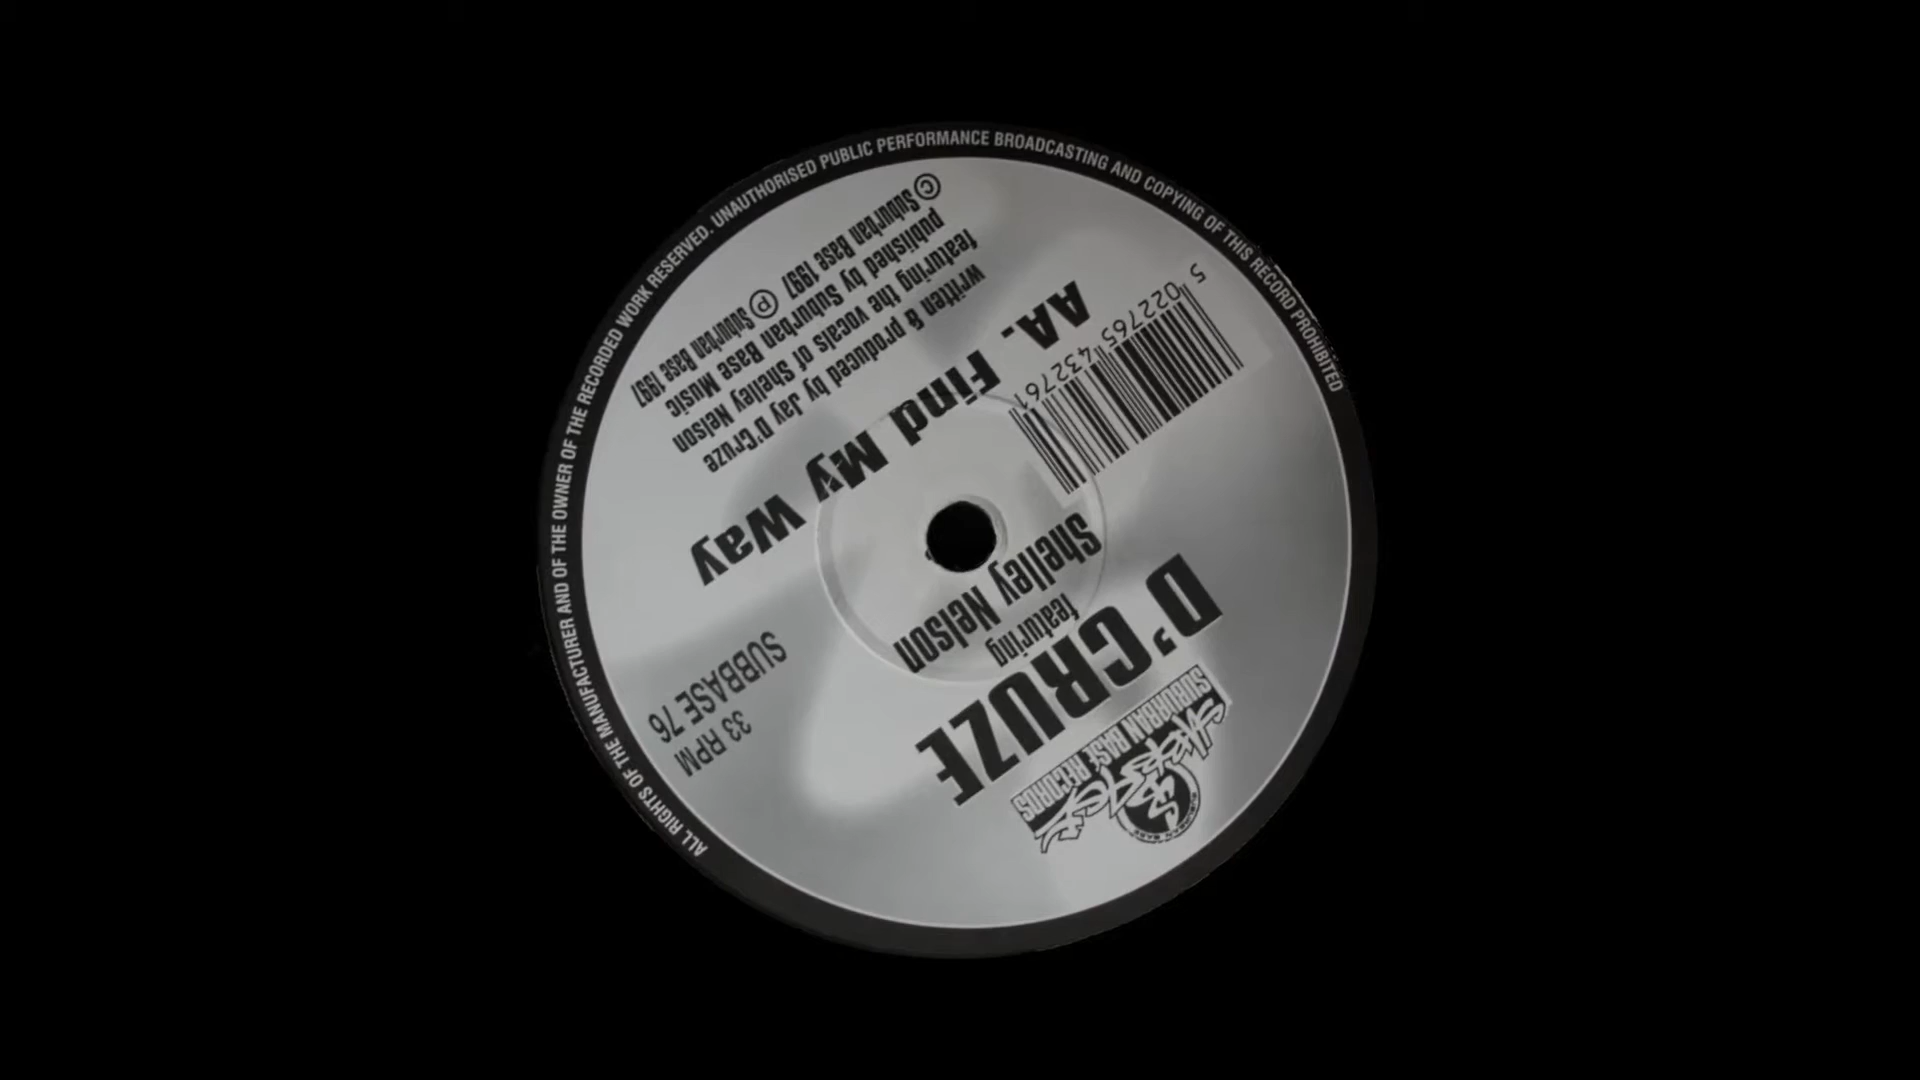 SUBURBAN BASE
SUBURBAN BASE RECORDS
D'CRUZE
featuring
Shelley Nelson
33 RPM
SUBBASE 76
5 022765 432761
AA. Find My Way
written & produced by Jay D'Cruze
featuring the vocals of Shelley Nelson
published by Suburban Base Music
© Suburban Base 1997 ℗ Suburban Base 1997
ALL RIGHTS OF THE MANUFACTURER AND OF THE OWNER OF THE RECORDED WORK RESERVED. UNAUTHORISED PUBLIC PERFORMANCE BROADCASTING AND COPYING OF THIS RECORD PROHIBITED